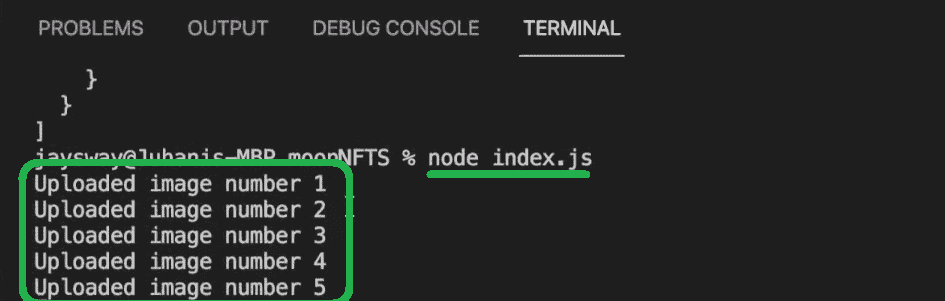 PROBLEMS OUTPUT DEBUG CONSOLE TERMINAL
}
}
]
jaysway@Juhanis-MBP moonNFTS % node index.js
Uploaded image number 1
Uploaded image number 2
Uploaded image number 3
Uploaded image number 4
Uploaded image number 5